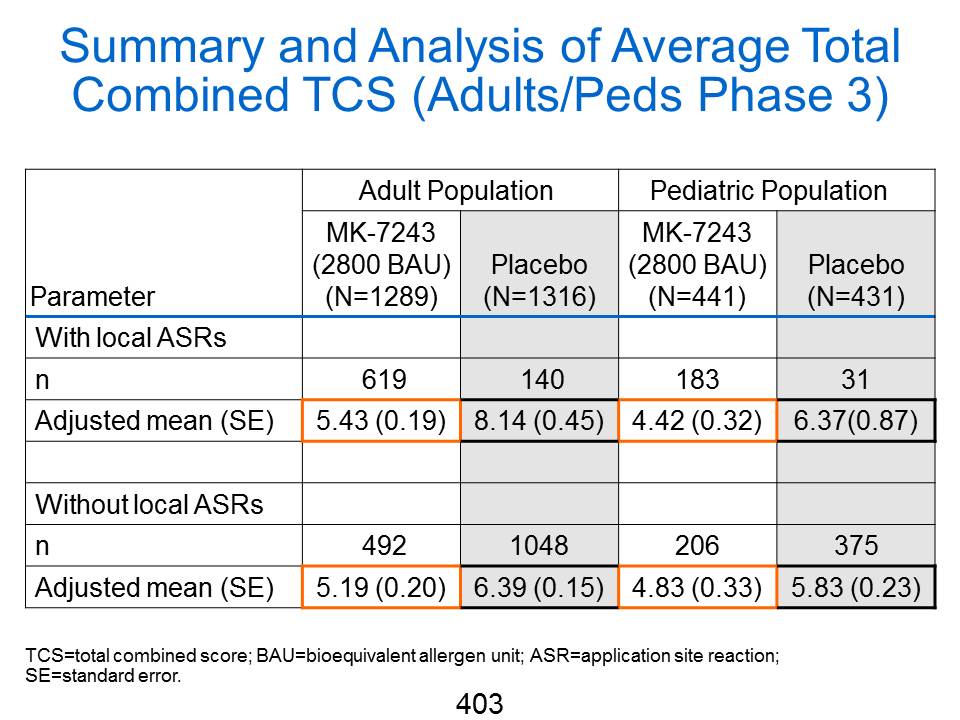 Summary and Analysis of Average Total
Combined TCS (Adults/Peds Phase 3)
Adult Population Pediatric Population
Parameter MK-7243 (2800 BAU) (N=1289) Placebo (N=1316) MK-7243 (2800 BAU) (N=441) Placebo (N=431)
With local ASRs
n 619 140 183 31
Adjusted mean (SE) 5.43 (0.19) 8.14 (0.45) 4.42 (0.32) 6.37(0.87)
Without local ASRs
n 492 1048 206 375
Adjusted mean (SE) 5.19 (0.20) 6.39 (0.15) 4.83 (0.33) 5.83 (0.23)
TCS=total combined score; BAU=bioequivalent allergen unit; ASR=application site reaction;
SE=standard error.
403